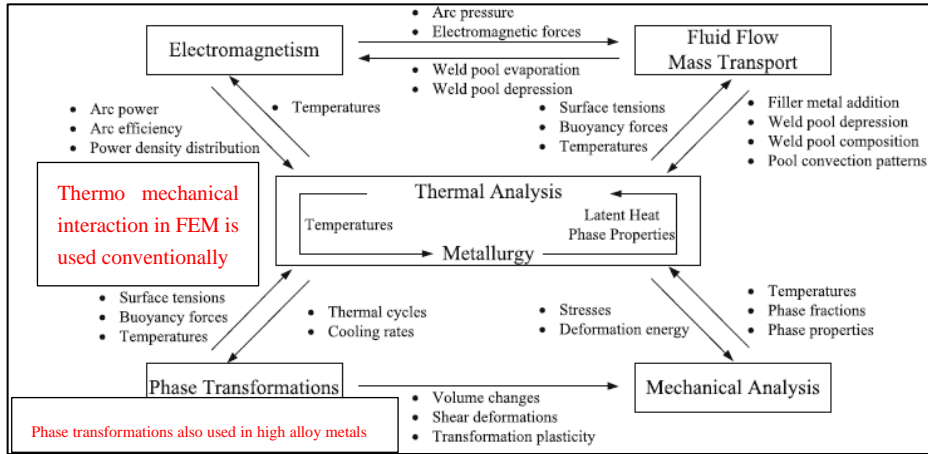 • Arc pressure
• Electromagnetic forces
Electromagnetism
Fluid Flow
Mass Transport
• Weld pool evaporation
• Weld pool depression
• Arc power
• Arc efficiency
• Power density distribution
• Temperatures
• Surface tensions
• Buoyancy forces
• Temperatures
• Filler metal addition
• Weld pool depression
• Weld pool composition
• Pool convection patterns
Thermo mechanical
interaction in FEM is
used conventionally
Thermal Analysis
Temperatures
Latent Heat
Phase Properties
Metallurgy
• Surface tensions
• Buoyancy forces
• Temperatures
• Thermal cycles
• Cooling rates
• Stresses
• Deformation energy
• Temperatures
• Phase fractions
• Phase properties
Phase Transformations
Mechanical Analysis
• Volume changes
• Shear deformations
• Transformation plasticity
Phase transformations also used in high alloy metals